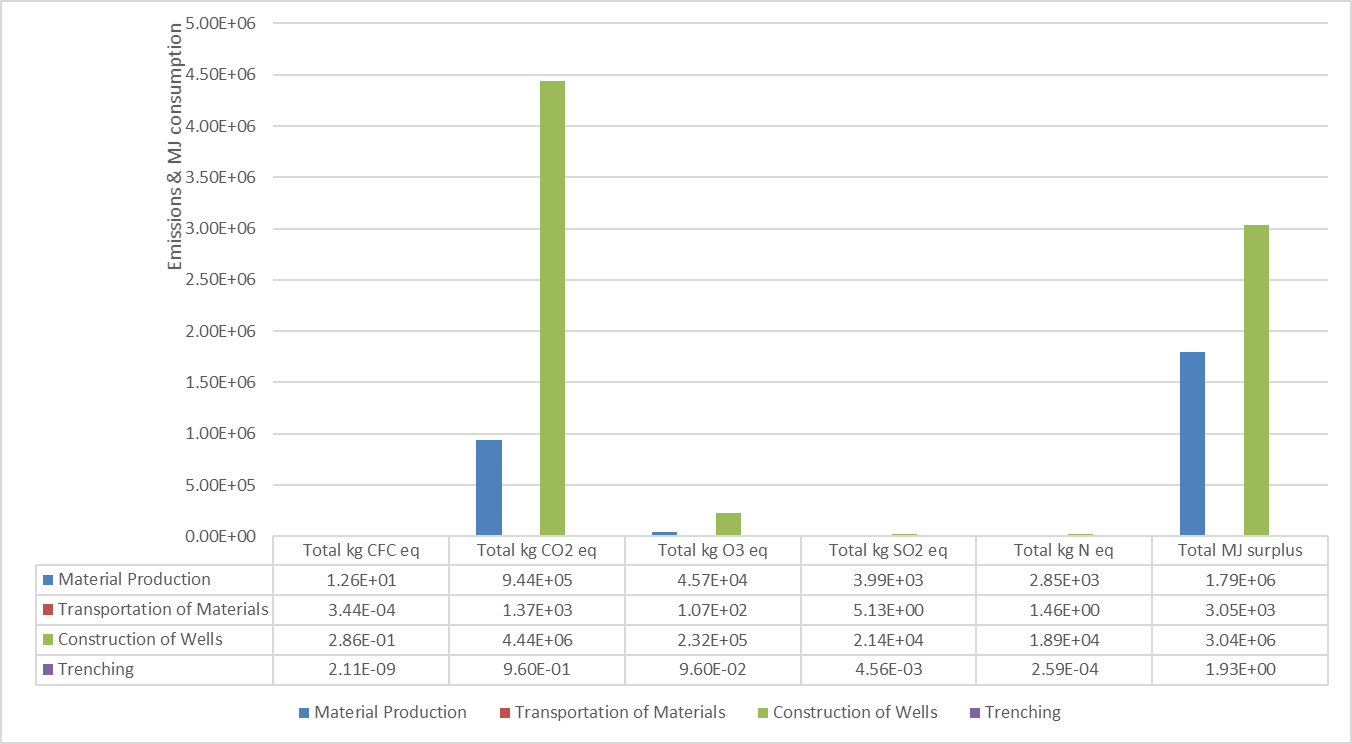 Emissions & MJ consumption
5.00E+06
4.50E+06
4.00E+06
3.50E+06
3.00E+06
2.50E+06
2.00E+06
1.50E+06
1.00E+06
5.00E+05
0.00E+00
Total kg CFC eq Total kg CO2 eq Total kg O3 eq Total kg SO2 eq Total kg N eq Total MJ surplus
Material Production 1.26E+01 9.44E+05 4.57E+04 3.99E+03 2.85E+03 1.79E+06
Transportation of Materials 3.44E-04 1.37E+03 1.07E+02 5.13E+00 1.46E+00 3.05E+03
Construction of Wells 2.86E-01 4.44E+06 2.32E+05 2.14E+04 1.89E+04 3.04E+06
Trenching 2.11E-09 9.60E-01 9.60E-02 4.56E-03 2.59E-04 1.93E+00
Material Production Transportation of Materials Construction of Wells Trenching